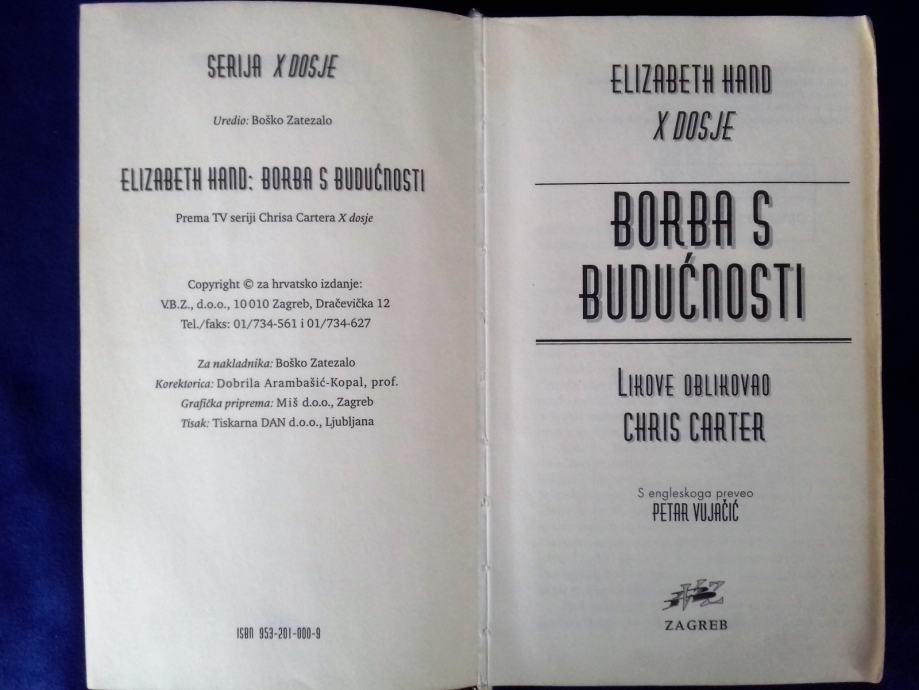 SERIJA X DOSJE
Uredio: Boško Zatezalo
ELIZABETH HAND: BORBA S BUDUĆNOSTI
Prema TV seriji Chrisa Cartera X dosje
Copyright © za hrvatsko izdanje:
V.B.Z., d.o.o., 10 010 Zagreb, Dračevička 12
Tel./faks: 01/734-561 i 01/734-627
Za nakladnika: Boško Zatezalo
Korektorica: Dobrila Arambašić-Kopal, prof.
Grafička priprema: Miš d.o.o., Zagreb
Tisak: Tiskarna DAN d.o.o., Ljubljana
ISBN 953-201-000-9
ELIZABETH HAND
X DOSJE
BORBA S
BUDUĆNOSTI
LIKOVE OBLIKOVAO
CHRIS CARTER
S engleskoga preveo
PETAR VUJAČIĆ
ZAGREB